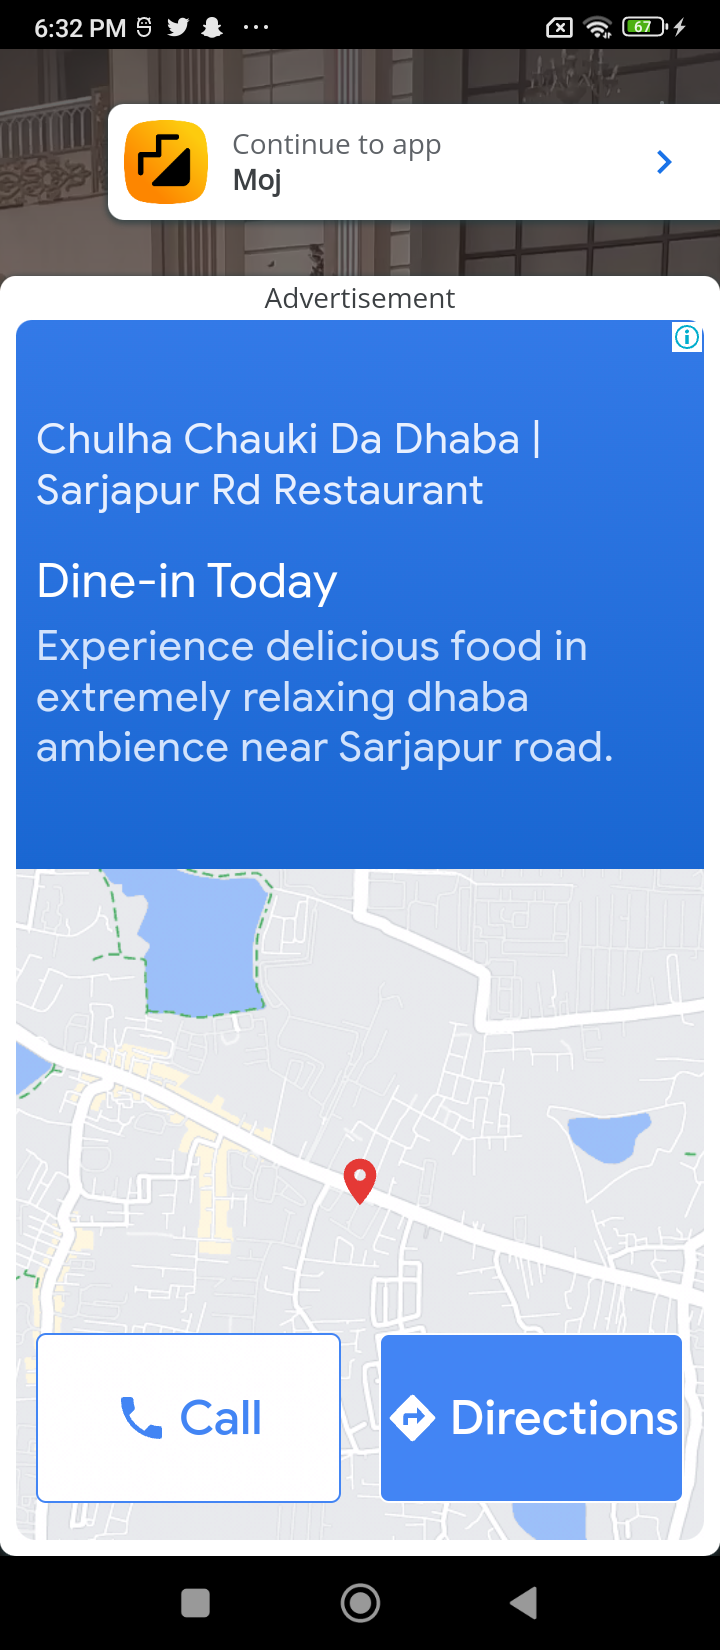 6:32 PM
67
Continue to app
Moj
Advertisement
Chulha Chauki Da Dhaba |
Sarjapur Rd Restaurant
Dine-in Today
Experience delicious food in
extremely relaxing dhaba
ambience near Sarjapur road.
Call
Directions